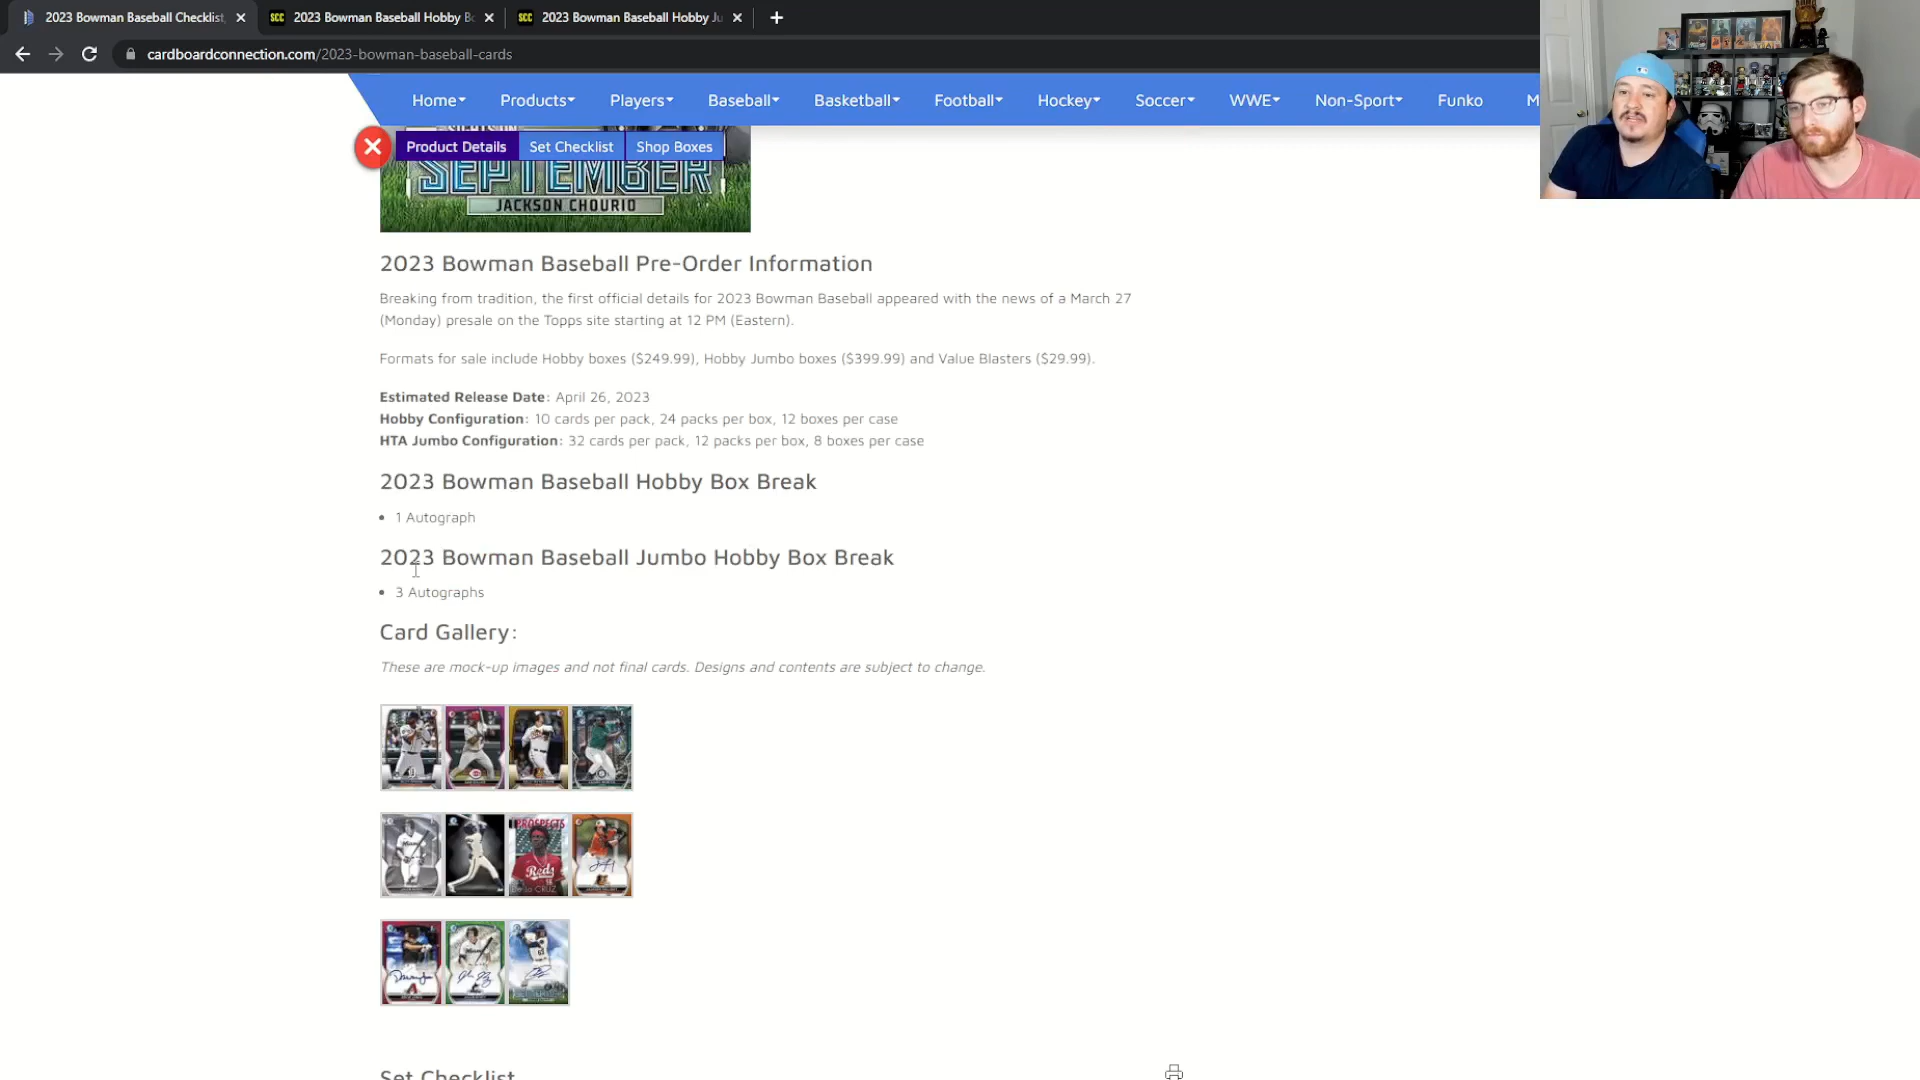 2023 Bowman Baseball Checklist,
2023 Bowman Baseball Hobby Bo
2023 Bowman Baseball Hobby Ju
cardboardconnection.com/2023-bowman-baseball-cards
Home Products Players Baseball Basketball Football Hockey Soccer WWE Non-Sport Funko M
Product Details Set Checklist Shop Boxes
SEPTEMBER
JACKSON CHOURIO
2023 Bowman Baseball Pre-Order Information
Breaking from tradition, the first official details for 2023 Bowman Baseball appeared with the news of a March 27
(Monday) presale on the Topps site starting at 12 PM (Eastern).
Formats for sale include Hobby boxes ($249.99), Hobby Jumbo boxes ($399.99) and Value Blasters ($29.99).
Estimated Release Date: April 26, 2023
Hobby Configuration: 10 cards per pack, 24 packs per box, 12 boxes per case
HTA Jumbo Configuration: 32 cards per pack, 12 packs per box, 8 boxes per case
2023 Bowman Baseball Hobby Box Break
• 1 Autograph
2023 Bowman Baseball Jumbo Hobby Box Break
• 3 Autographs
Card Gallery:
These are mock-up images and not final cards. Designs and contents are subject to change.
PROSPECTS
Reds
De La CRUZ
Set Checklist